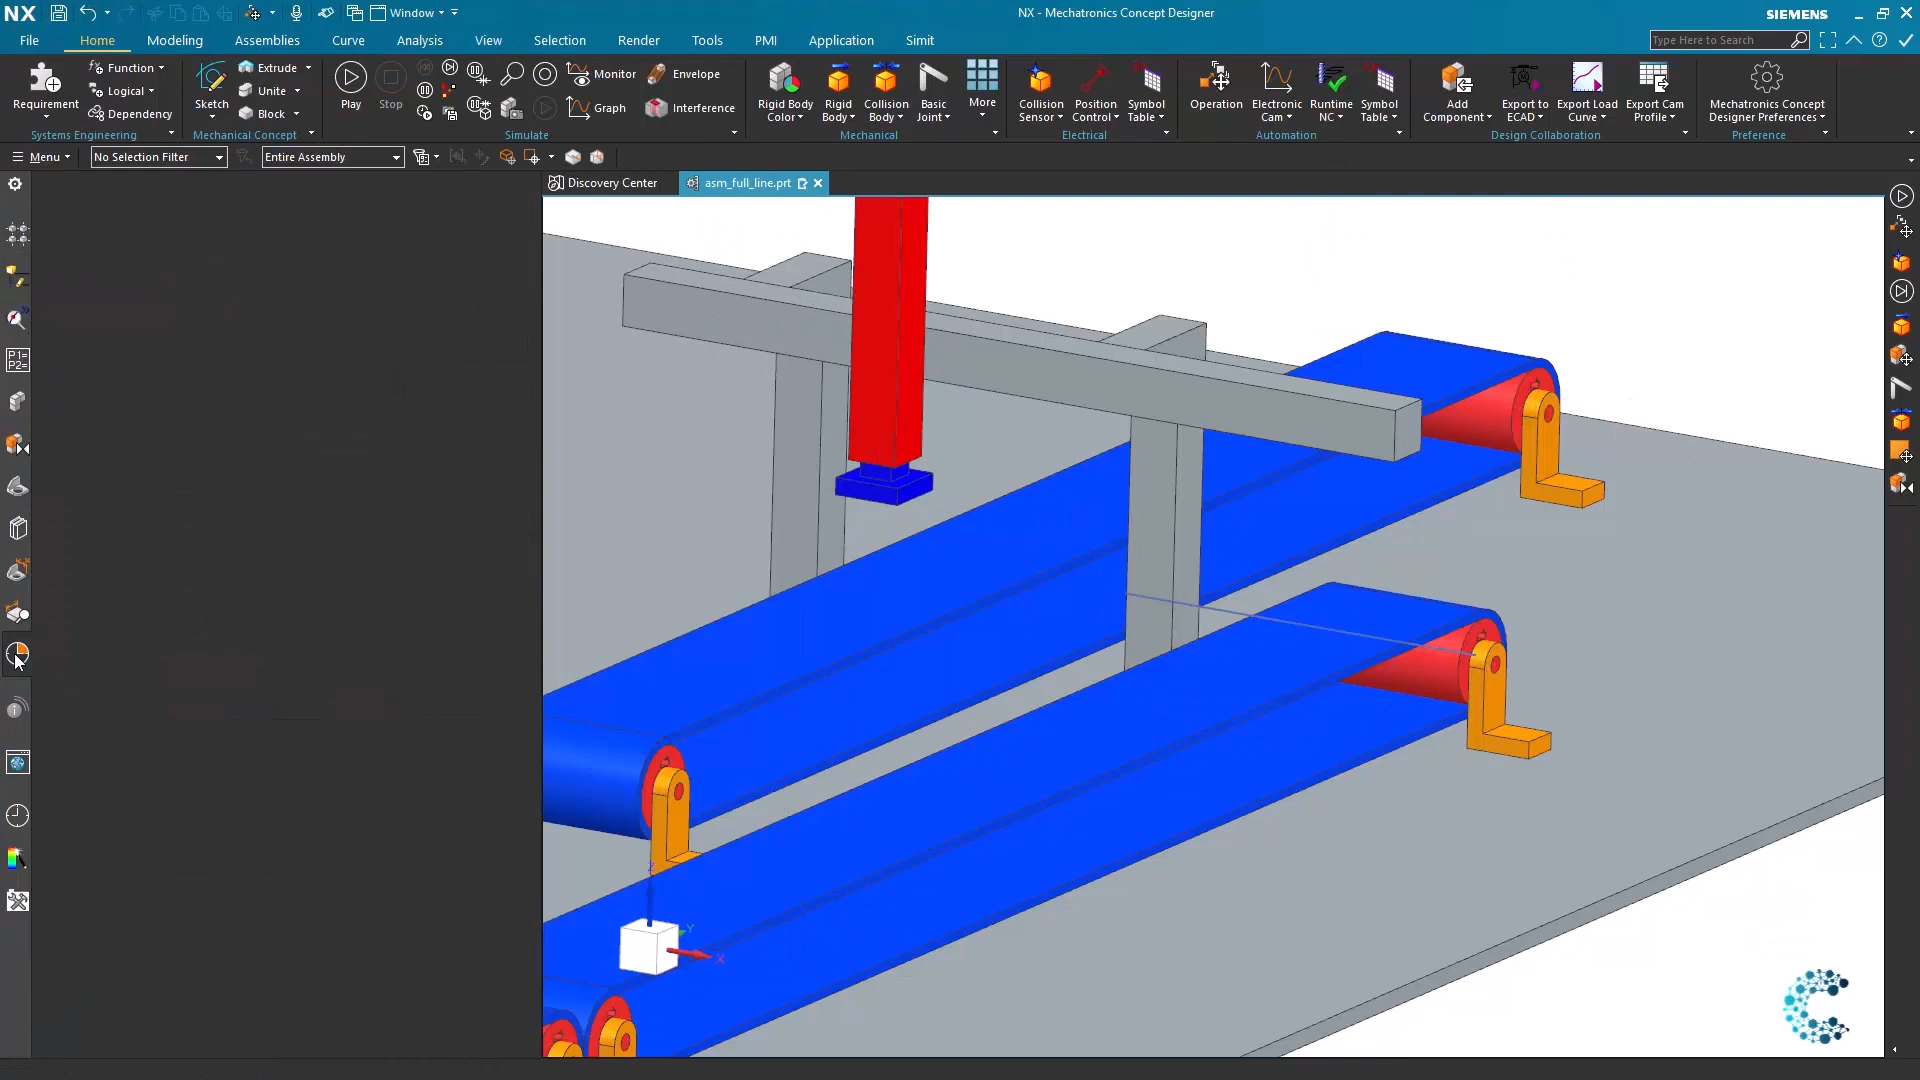 NX
Window
NX - Mechatronics Concept Designer
SIEMENS
File
Home
Modeling
Assemblies
Curve
Analysis
View
Selection
Render
Tools
PMI
Application
Simit
Type Here to Search
Requirement
Function
Logical
Dependency
Systems Engineering
Sketch
Extrude
Unite
Block
Mechanical Concept
Play
Stop
Monitor
Graph
Envelope
Interference
Simulate
Rigid Body
Color
Rigid
Body
Collision
Body
Basic
Joint
More
Mechanical
Collision
Sensor
Position
Control
Symbol
Table
Electrical
Operation
Electronic
Cam
Runtime
NC
Symbol
Table
Automation
Add
Component
Export to
ECAD
Export Load
Curve
Export Cam
Profile
Design Collaboration
Mechatronics Concept
Designer Preferences
Preference
Menu
No Selection Filter
Entire Assembly
Discovery Center
asm_full_line.prt
P1=
P2=
Z
Y
X